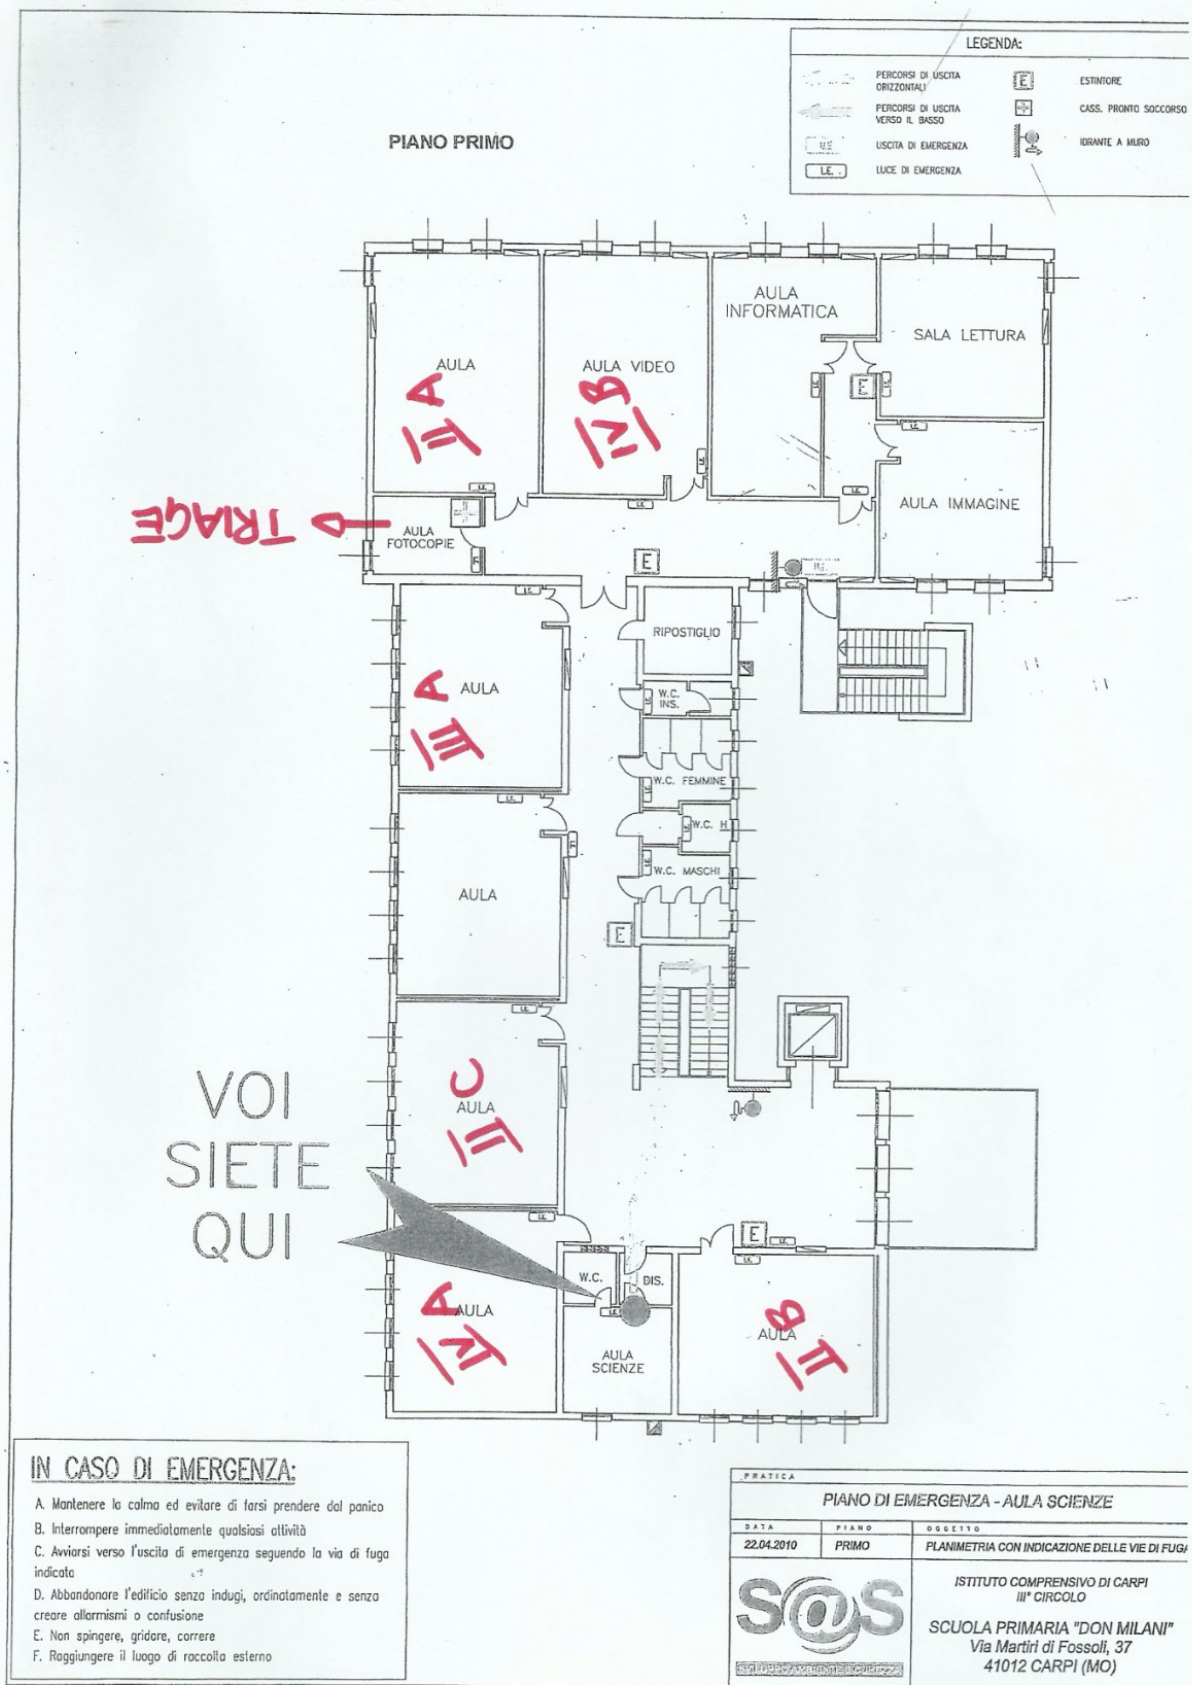 LEGENDA:
PERCORSI DI USCITA
ORIZZONTALI
E
ESTINTORE
PERCORSI DI USCITA
VERSO IL BASSO
CASS. PRONTO SOCCORSO
U.E
USCITA DI EMERGENZA
IDRANTE A MURO
L.E.
LUCE DI EMERGENZA
PIANO PRIMO
AULA
INFORMATICA
SALA LETTURA
AULA
II A
AULA VIDEO
IV B
E
L.E.
AULA IMMAGINE
TRIAGE
AULA
FOTOCOPIE
E
RIPOSTIGLIO
AULA
III A
W.C.
INS.
W.C. FEMMINE
W.C. H
W.C. MASCHI
AULA
E
AULA
II C
VOI
SIETE
QUI
E
W.C.
DIS.
AULA
IV A
AULA
SCIENZE
AULA
II B
IN CASO DI EMERGENZA:
A. Mantenere la calma ed evitare di farsi prendere dal panico
B. Interrompere immediatamente qualsiasi attività
C. Avviarsi verso l'uscita di emergenza seguendo la via di fuga
indicata
D. Abbandonare l'edificio senza indugi, ordinatamente e senza
creare allarmismi o confusione
E. Non spingere, gridare, correre
F. Raggiungere il luogo di raccolta esterno
PRATICA
PIANO DI EMERGENZA - AULA SCIENZE
DATA PIANO OGGETTO
22.04.2010 PRIMO PLANIMETRIA CON INDICAZIONE DELLE VIE DI FUGA
S@S
SVILUPPO AMBIENTE SICUREZZA
ISTITUTO COMPRENSIVO DI CARPI
III° CIRCOLO
SCUOLA PRIMARIA "DON MILANI"
Via Martiri di Fossoli, 37
41012 CARPI (MO)